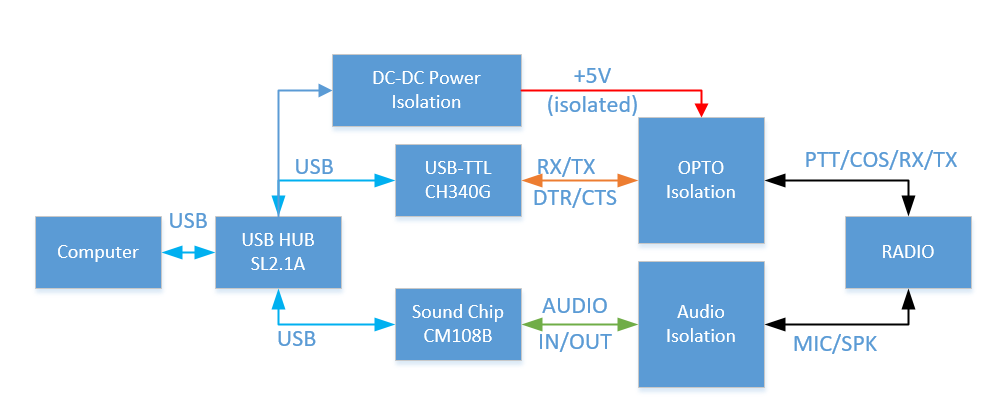 DC-DC Power
Isolation
+5V
(isolated)
USB
USB-TTL
CH340G
RX/TX
DTR/CTS
OPTO
Isolation
PTT/COS/RX/TX
Computer
USB
USB HUB
SL2.1A
RADIO
USB
Sound Chip
CM108B
AUDIO
IN/OUT
Audio
Isolation
MIC/SPK